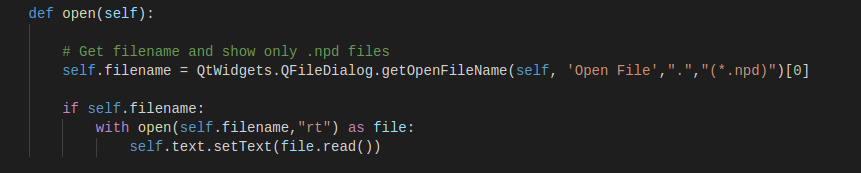 def open(self):
# Get filename and show only .npd files
self.filename = QtWidgets.QFileDialog.getOpenFileName(self, 'Open File',".","(*.npd)")[0]
if self.filename:
with open(self.filename,"rt") as file:
self.text.setText(file.read())